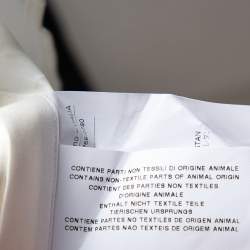 CONTIENE PARTI NON TESSILI DI ORIGINE ANIMALE
CONTAINS NON-TEXTILE PARTS OF ANIMAL ORIGIN
CONTIENT DES PARTIES NON TEXTILES
D'ORIGINE ANIMALE
ENTHÄLT NICHT TEXTILE TEILE
TIERISCHEN URSPRUNGS
CONTIENE PARTES NO TEXTILES DE ORIGEN ANIMAL
CONTEM PARTES NÃO TEXTEIS DE ORIGEM ANIMAL